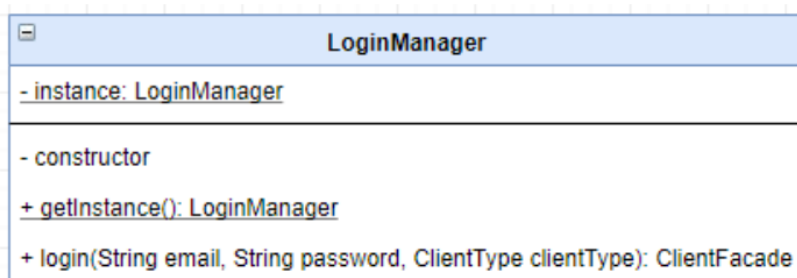 LoginManager
- instance: LoginManager
- constructor
+ getInstance(): LoginManager
+ login(String email, String password, ClientType clientType): ClientFacade